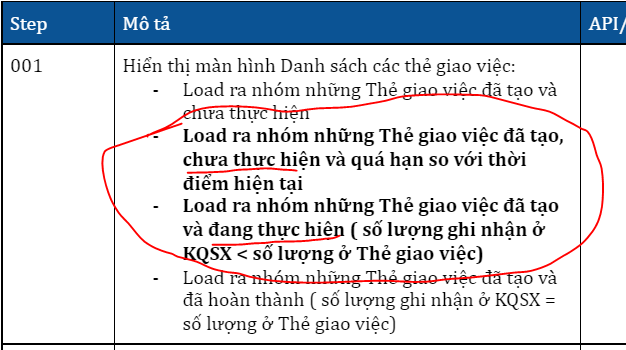 Step Mô tả API/
001 Hiển thị màn hình Danh sách các thẻ giao việc:
- Load ra nhóm những Thẻ giao việc đã tạo và
chưa thực hiện
- Load ra nhóm những Thẻ giao việc đã tạo,
chưa thực hiện và quá hạn so với thời
điểm hiện tại
- Load ra nhóm những Thẻ giao việc đã tạo
và đang thực hiện ( số lượng ghi nhận ở
KQSX < số lượng ở Thẻ giao việc)
- Load ra nhóm những Thẻ giao việc đã tạo và
đã hoàn thành ( số lượng ghi nhận ở KQSX =
số lượng ở Thẻ giao việc)